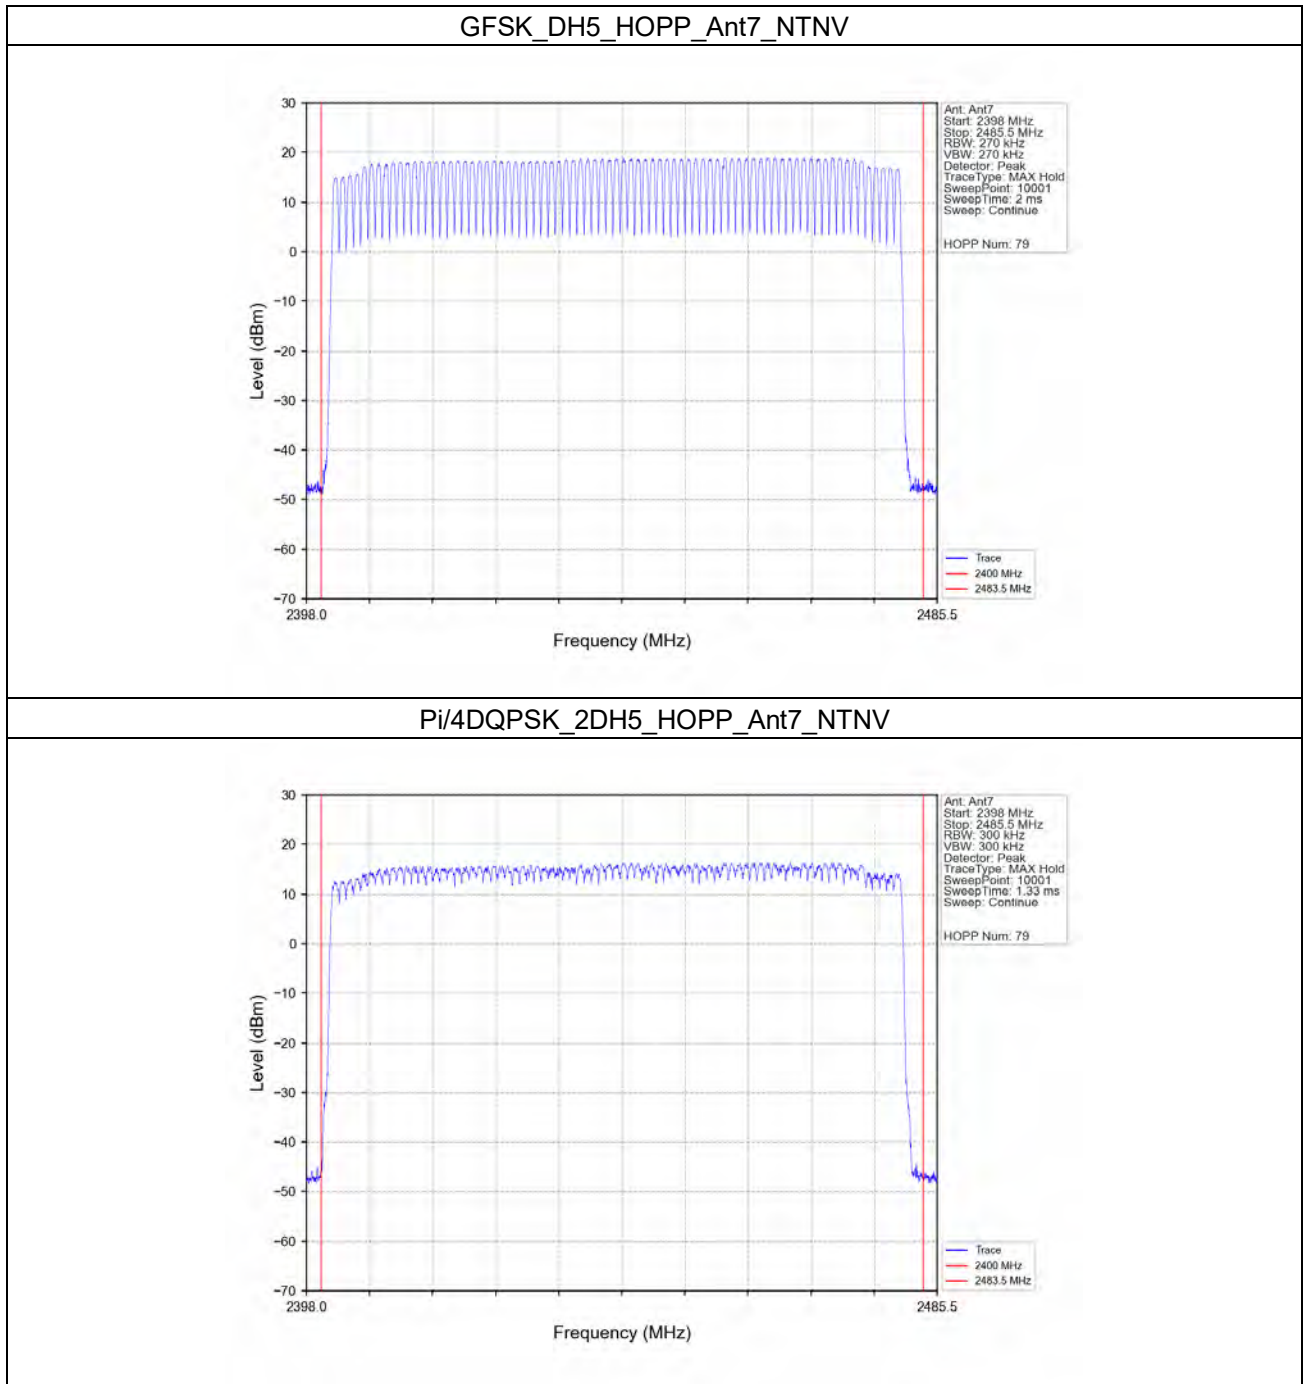 GFSK_DH5_HOPP_Ant7_NTNV
30
20
10
0
−10
−20
−30
−40
−50
−60
−70
Level (dBm)
2398.0
2485.5
Frequency (MHz)
Ant: Ant7
Start: 2398 MHz
Stop: 2485.5 MHz
RBW: 270 kHz
VBW: 270 kHz
Detector: Peak
TraceType: MAX Hold
SweepPoint: 10001
SweepTime: 2 ms
Sweep: Continue
HOPP Num: 79
Trace
2400 MHz
2483.5 MHz
Pi/4DQPSK_2DH5_HOPP_Ant7_NTNV
30
20
10
0
−10
−20
−30
−40
−50
−60
−70
Level (dBm)
2398.0
2485.5
Frequency (MHz)
Ant: Ant7
Start: 2398 MHz
Stop: 2485.5 MHz
RBW: 300 kHz
VBW: 300 kHz
Detector: Peak
TraceType: MAX Hold
SweepPoint: 10001
SweepTime: 1.33 ms
Sweep: Continue
HOPP Num: 79
Trace
2400 MHz
2483.5 MHz